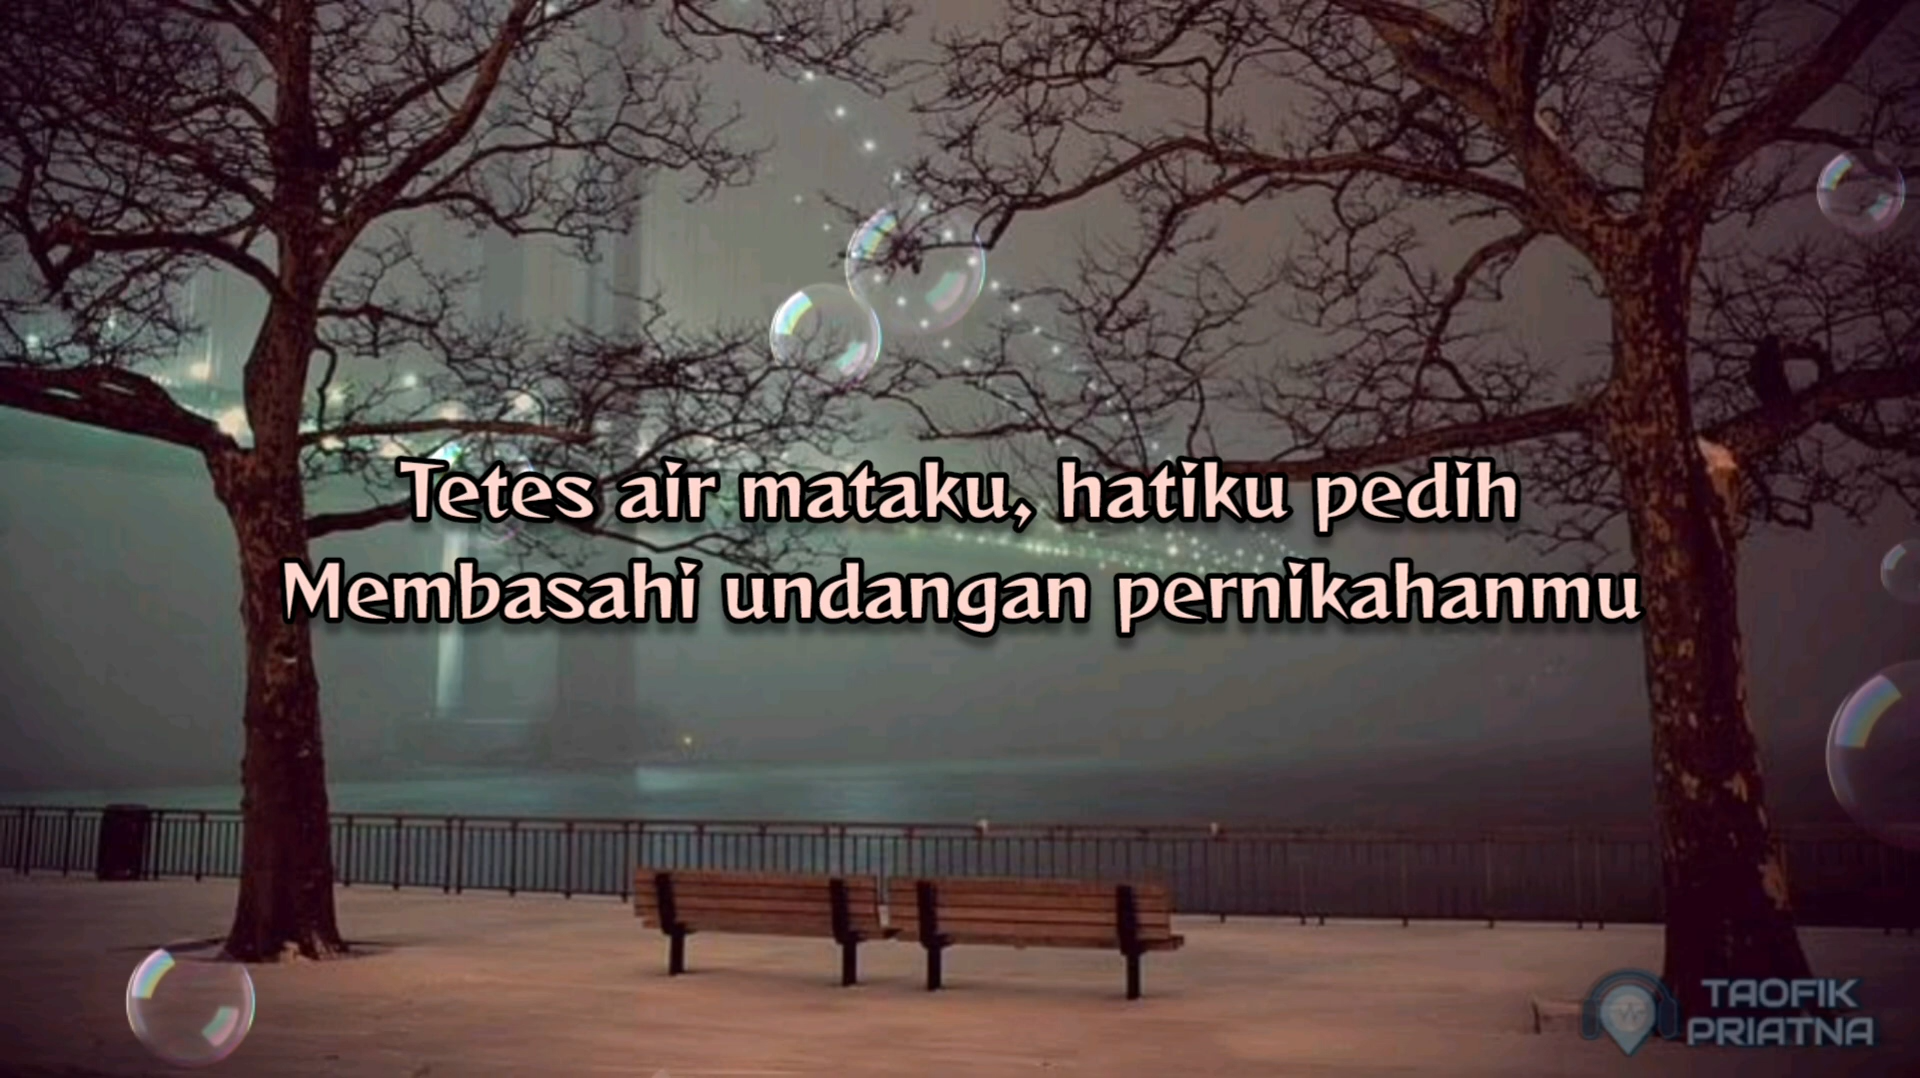 Tetes air mataku, hatiku pedih
Membasahi undangan pernikahanmu
TAOFIK
PRIATNA